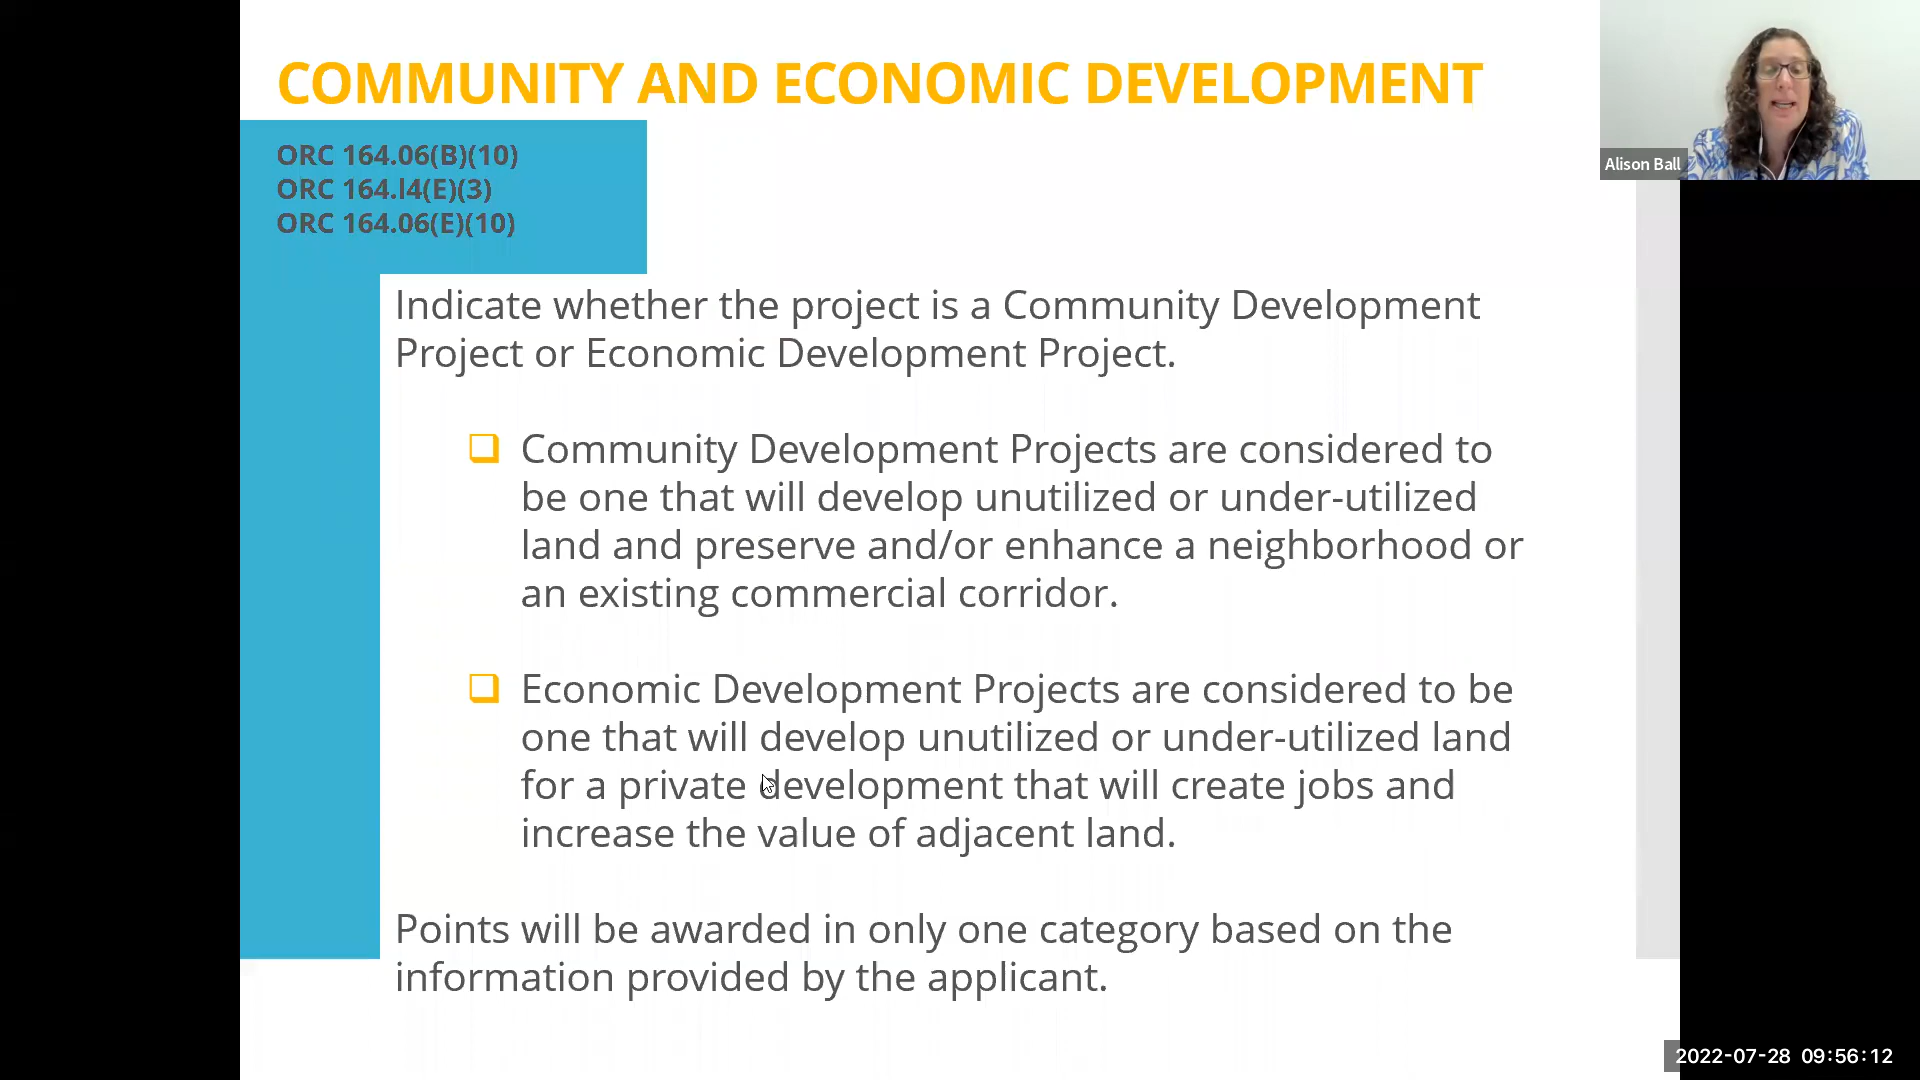 COMMUNITY AND ECONOMIC DEVELOPMENT
ORC 164.06(B)(10)
ORC 164.l4(E)(3)
ORC 164.06(E)(10)
Indicate whether the project is a Community Development
Project or Economic Development Project.
Community Development Projects are considered to
be one that will develop unutilized or under-utilized
land and preserve and/or enhance a neighborhood or
an existing commercial corridor.
Economic Development Projects are considered to be
one that will develop unutilized or under-utilized land
for a private development that will create jobs and
increase the value of adjacent land.
Points will be awarded in only one category based on the
information provided by the applicant.
Alison Ball
2022-07-28 09:56:12